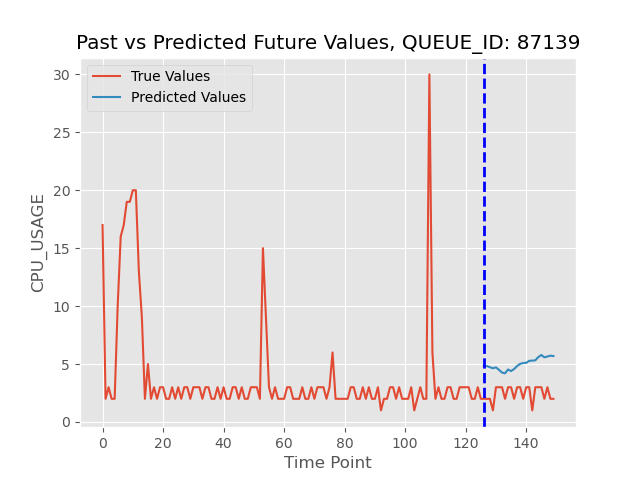 Past vs Predicted Future Values, QUEUE_ID: 87139
True Values
Predicted Values
30
25
20
15
10
5
0
CPU_USAGE
0 20 40 60 80 100 120 140
Time Point